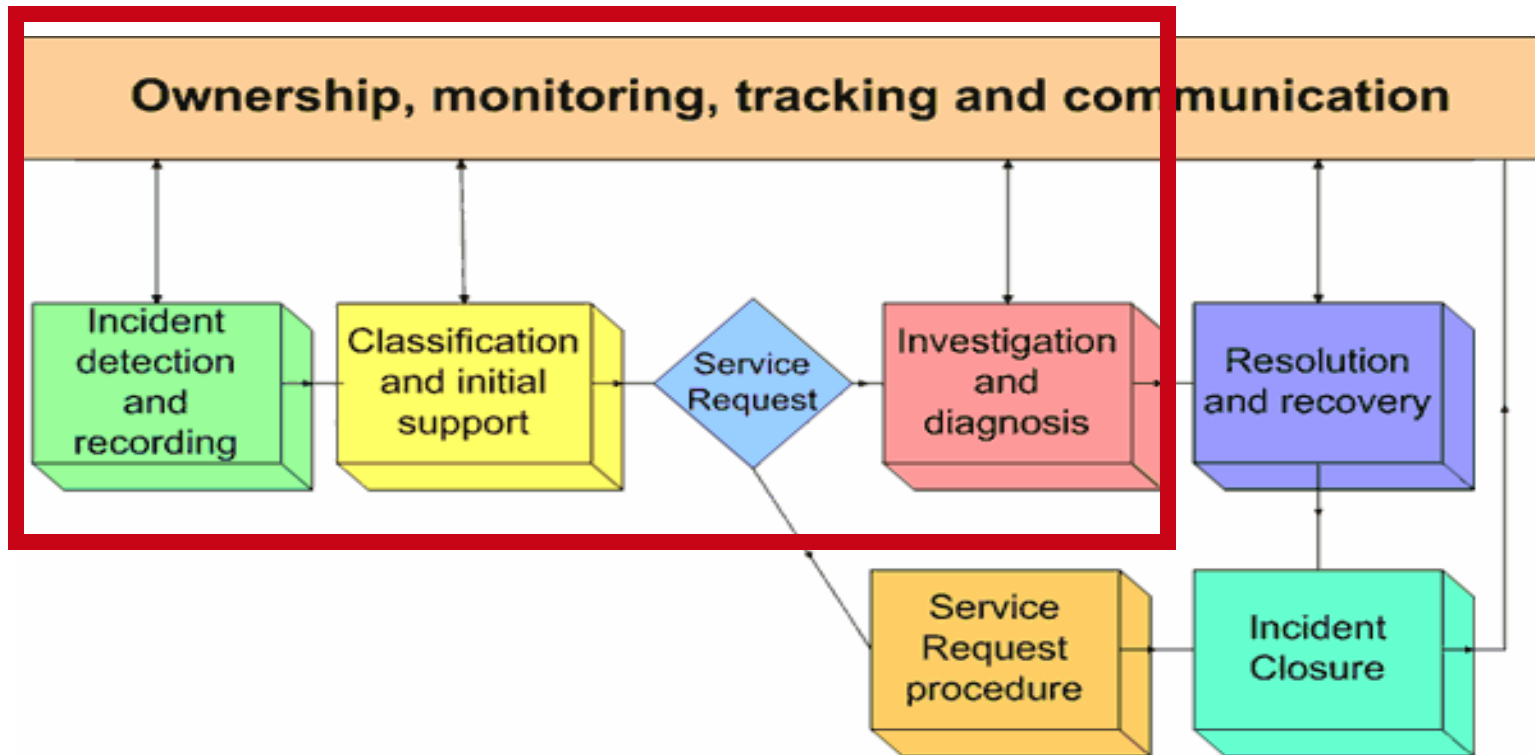 Ownership, monitoring, tracking and communication
Incident
detection
and
recording
Classification
and initial
support
Service
Request
Investigation
and
diagnosis
Resolution
and recovery
Service
Request
procedure
Incident
Closure